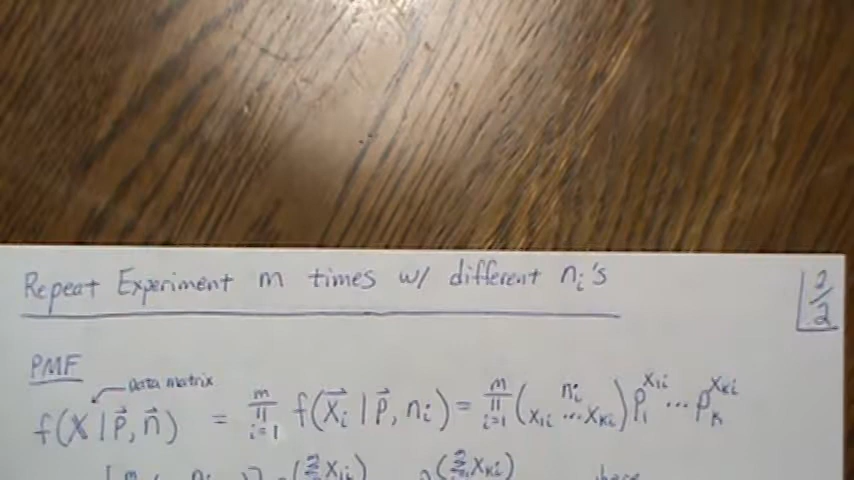 Repeat Experiment m times w/ different nᵢ's
2/2
PMF
Data matrix
f(X | p⃗, n⃗) = ∏ᵢ₌₁ᵐ f(X⃗ᵢ | p⃗, nᵢ) = ∏ᵢ₌₁ᵐ (nᵢ x₁ᵢ ... xₖᵢ) p₁^x₁ᵢ ... pₖ^xₖᵢ